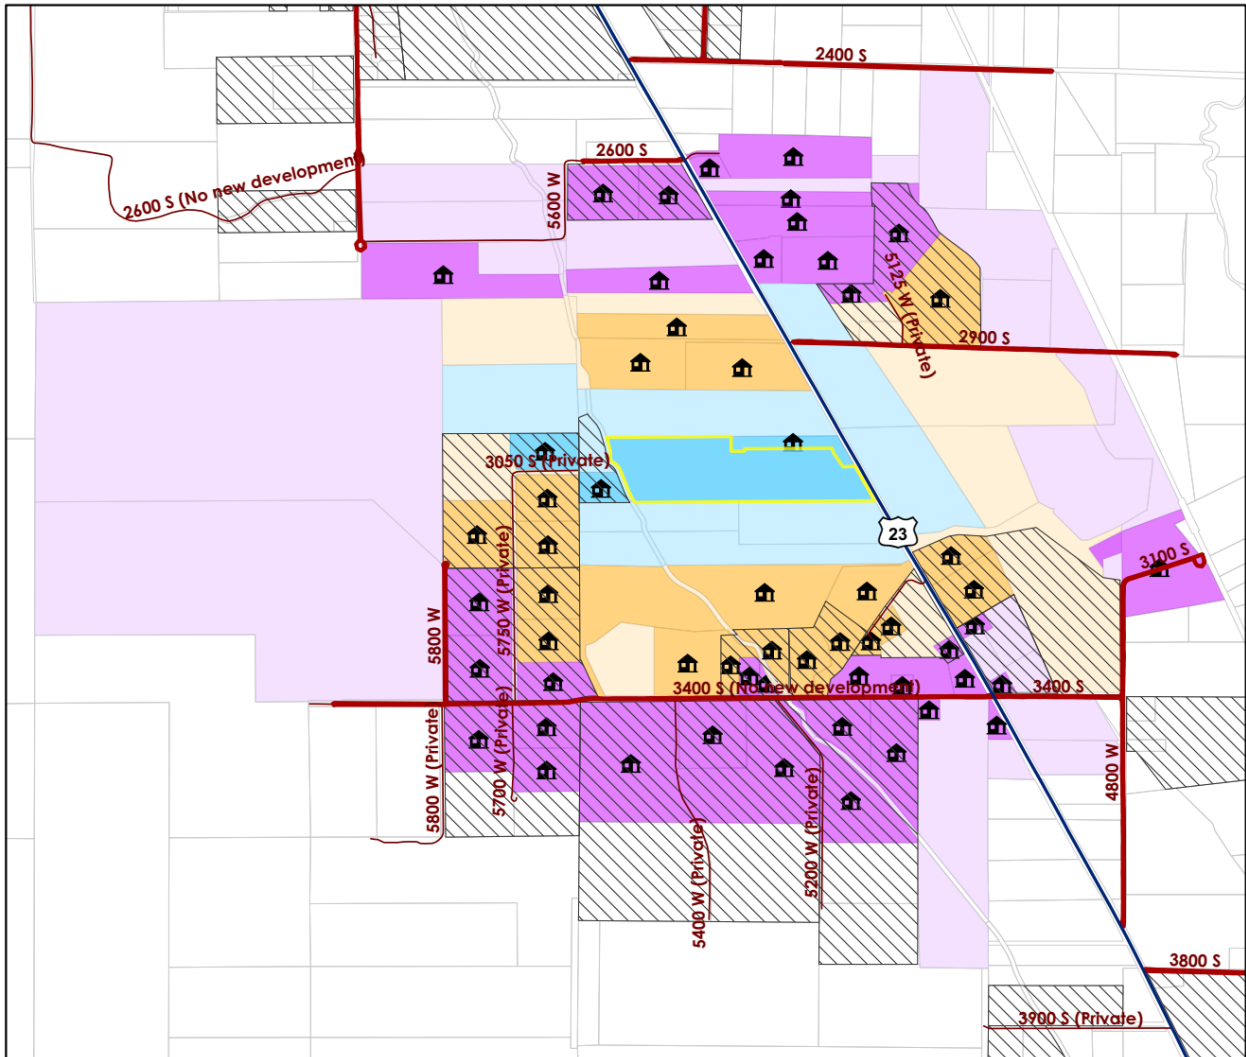 2400 S
2600 S
2600 S (No new development)
5600 W
5125 W (Private)
2900 S
3050 S (Private)
23
3100 S
5750 W (Private)
5800 W
3400 S (No new development)
3400 S
5800 W (Private)
5700 W (Private)
4800 W
5200 W (Private)
5400 W (Private)
3800 S
3900 S (Private)